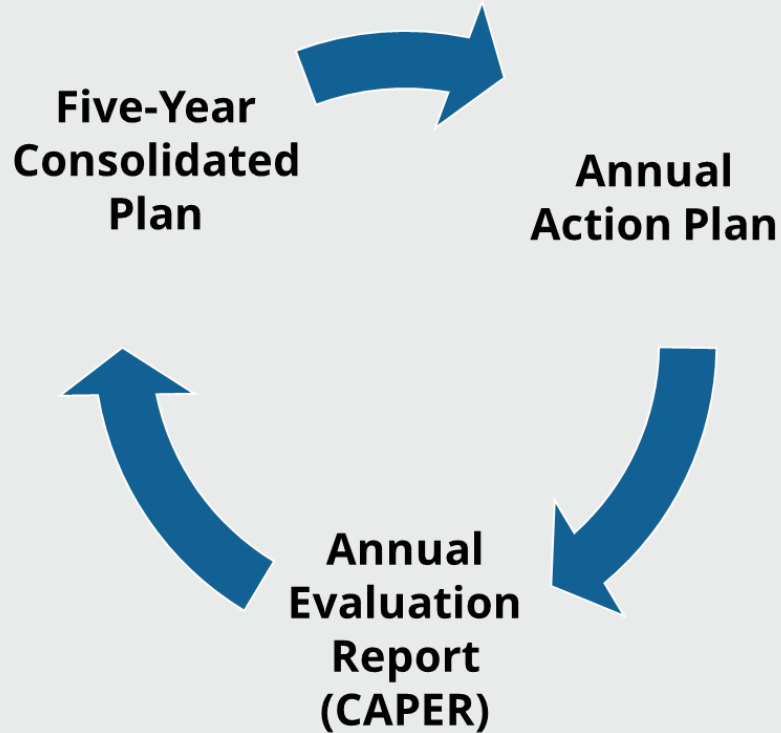 Five-Year
Consolidated
Plan
Annual
Action Plan
Annual
Evaluation
Report
(CAPER)